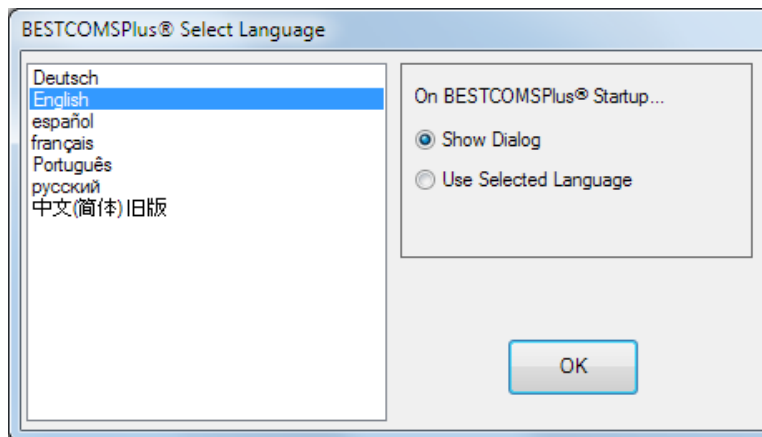 BESTCOMSPlus® Select Language
Deutsch
English
español
français
Português
русский
中文(简体)旧版
On BESTCOMSPlus® Startup...
Show Dialog
Use Selected Language
OK